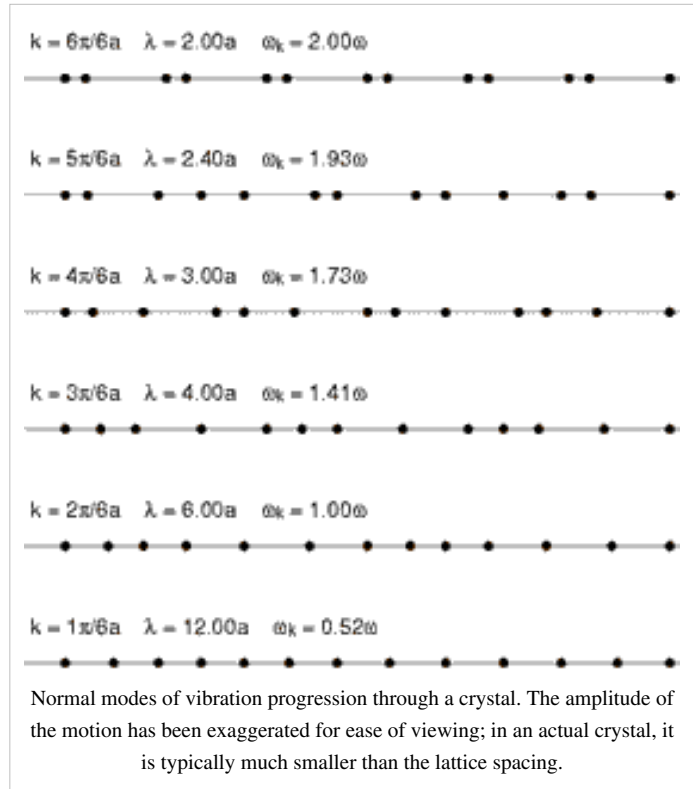 k = 6π/6a λ = 2.00a ωₖ = 2.00ω
k = 5π/6a λ = 2.40a ωₖ = 1.93ω
k = 4π/6a λ = 3.00a ωₖ = 1.73ω
k = 3π/6a λ = 4.00a ωₖ = 1.41ω
k = 2π/6a λ = 6.00a ωₖ = 1.00ω
k = 1π/6a λ = 12.00a ωₖ = 0.52ω
Normal modes of vibration progression through a crystal. The amplitude of
the motion has been exaggerated for ease of viewing; in an actual crystal, it
is typically much smaller than the lattice spacing.